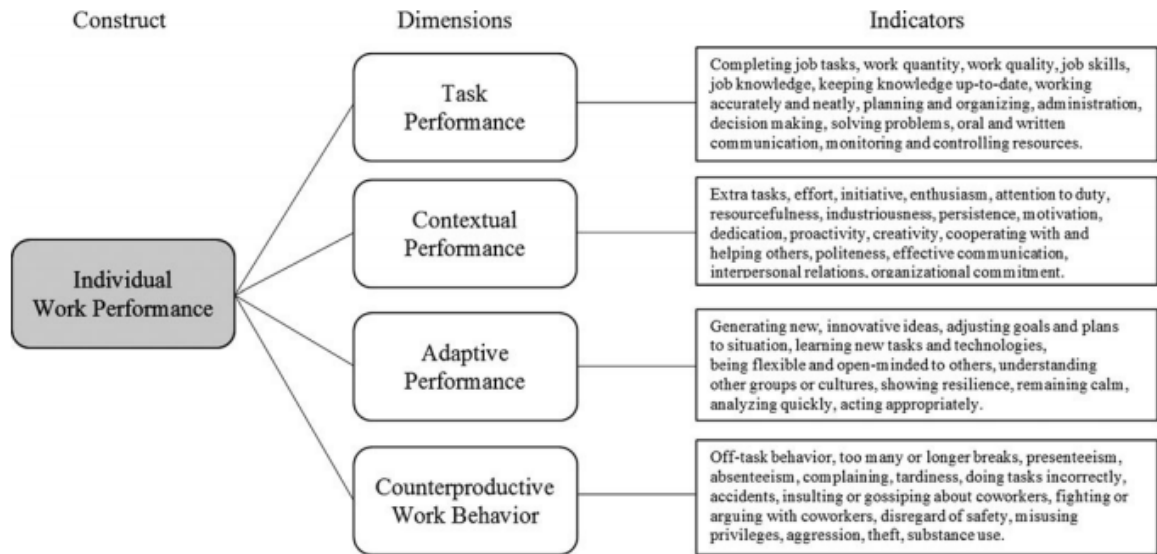 Construct
Dimensions
Indicators
Individual
Work Performance
Task
Performance
Completing job tasks, work quantity, work quality, job skills,
job knowledge, keeping knowledge up-to-date, working
accurately and neatly, planning and organizing, administration,
decision making, solving problems, oral and written
communication, monitoring and controlling resources.
Contextual
Performance
Extra tasks, effort, initiative, enthusiasm, attention to duty,
resourcefulness, industriousness, persistence, motivation,
dedication, proactivity, creativity, cooperating with and
helping others, politeness, effective communication,
interpersonal relations, organizational commitment.
Adaptive
Performance
Generating new, innovative ideas, adjusting goals and plans
to situation, learning new tasks and technologies,
being flexible and open-minded to others, understanding
other groups or cultures, showing resilience, remaining calm,
analyzing quickly, acting appropriately.
Counterproductive
Work Behavior
Off-task behavior, too many or longer breaks, presenteeism,
absenteeism, complaining, tardiness, doing tasks incorrectly,
accidents, insulting or gossiping about coworkers, fighting or
arguing with coworkers, disregard of safety, misusing
privileges, aggression, theft, substance use.